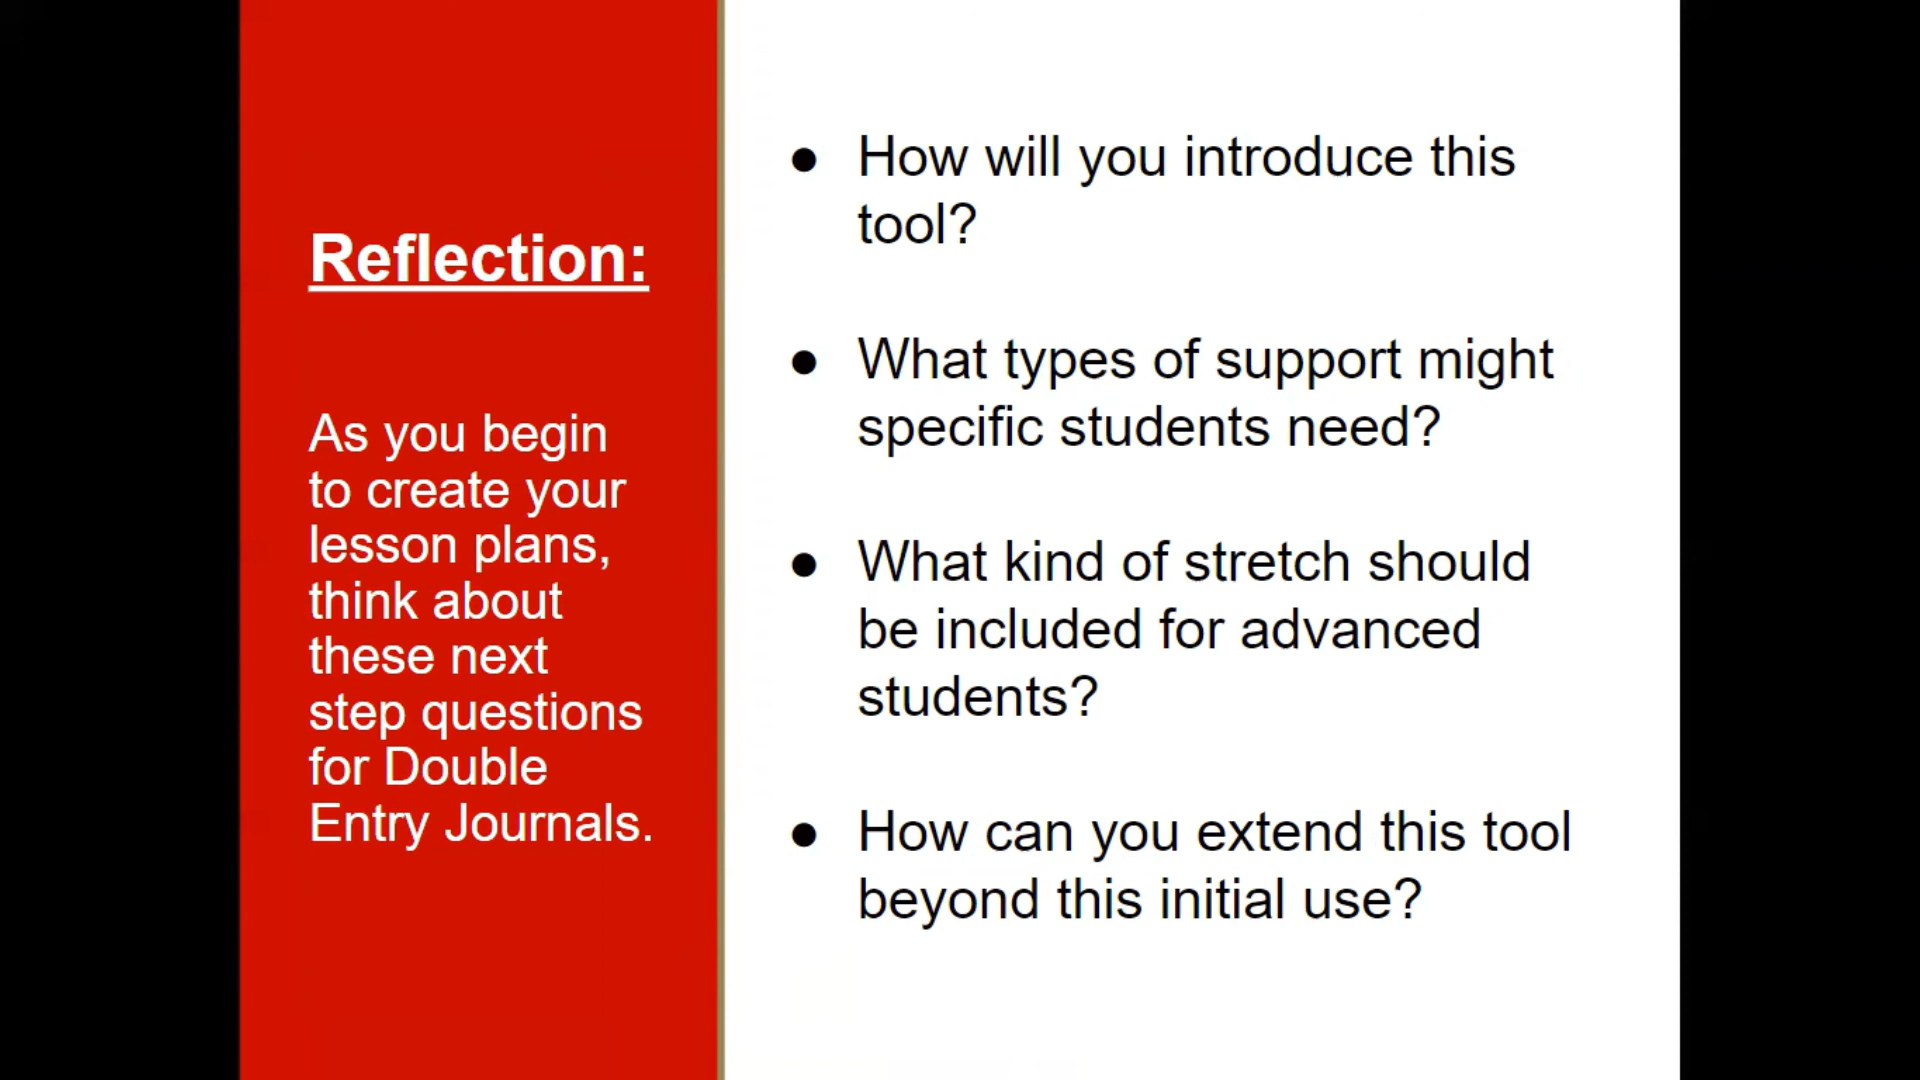 Reflection:
As you begin
to create your
lesson plans,
think about
these next
step questions
for Double
Entry Journals.
● How will you introduce this
tool?
● What types of support might
specific students need?
● What kind of stretch should
be included for advanced
students?
● How can you extend this tool
beyond this initial use?